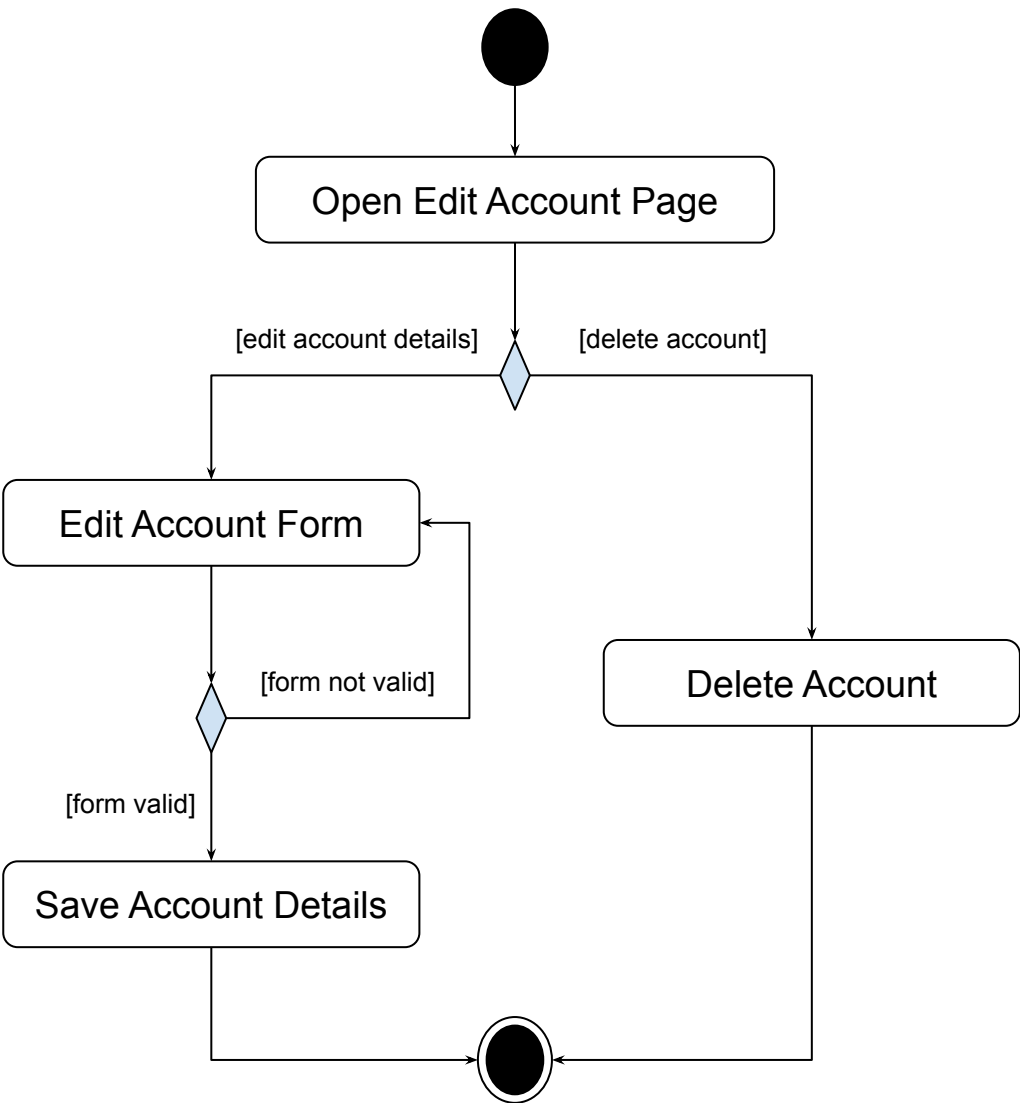 Open Edit Account Page
[edit account details]
[delete account]
Edit Account Form
[form not valid]
Delete Account
[form valid]
Save Account Details